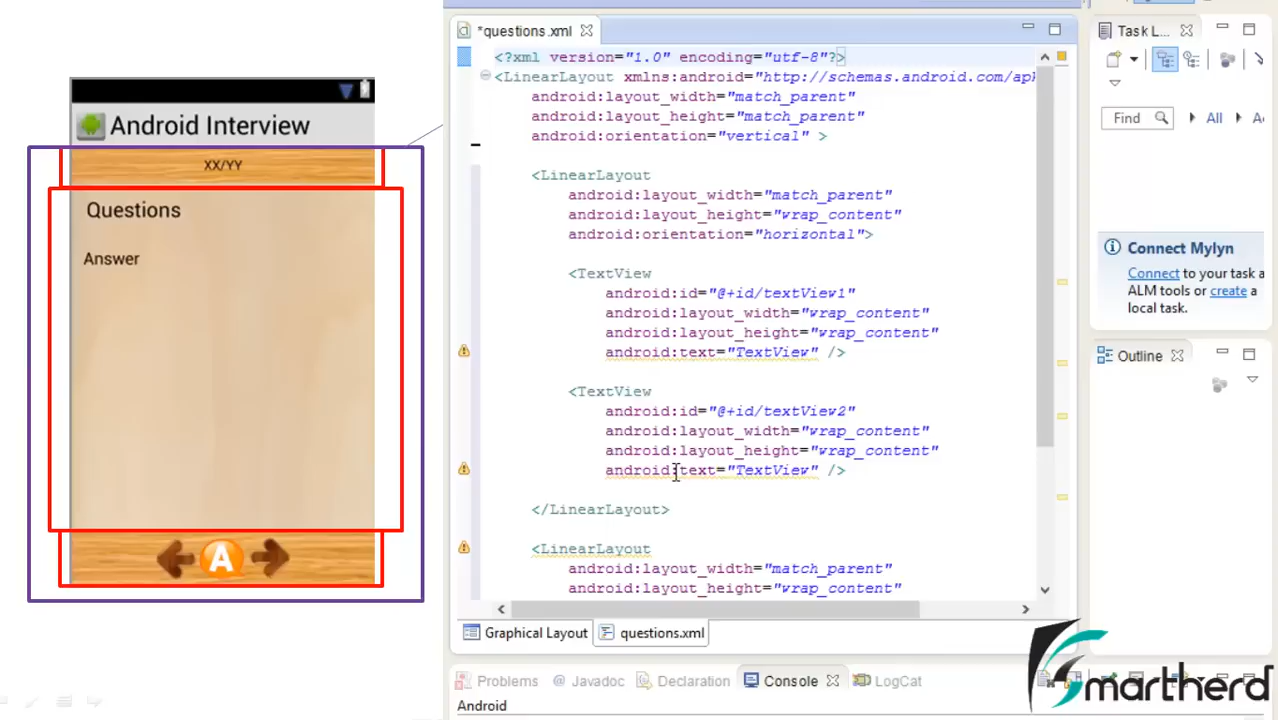 Android Interview
XX/YY
Questions
Answer
A
*questions.xml
<?xml version="1.0" encoding="utf-8"?>
<LinearLayout xmlns:android="http://schemas.android.com/apk
android:layout_width="match_parent"
android:layout_height="match_parent"
android:orientation="vertical" >
<LinearLayout
android:layout_width="match_parent"
android:layout_height="wrap_content"
android:orientation="horizontal">
<TextView
android:id="@+id/textView1"
android:layout_width="wrap_content"
android:layout_height="wrap_content"
android:text="TextView" />
<TextView
android:id="@+id/textView2"
android:layout_width="wrap_content"
android:layout_height="wrap_content"
android:text="TextView" />
</LinearLayout>
<LinearLayout
android:layout_width="match_parent"
android:layout_height="wrap_content"
Graphical Layout
questions.xml
Problems
@ Javadoc
Declaration
Console
LogCat
Android
Task L...
Find
All
Connect Mylyn
Connect to your task a
ALM tools or create a
local task.
Outline
Smartherd